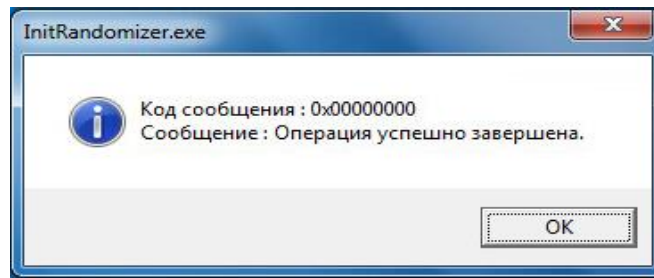 InitRandomizer.exe
Код сообщения : 0x00000000
Сообщение : Операция успешно завершена.
OK